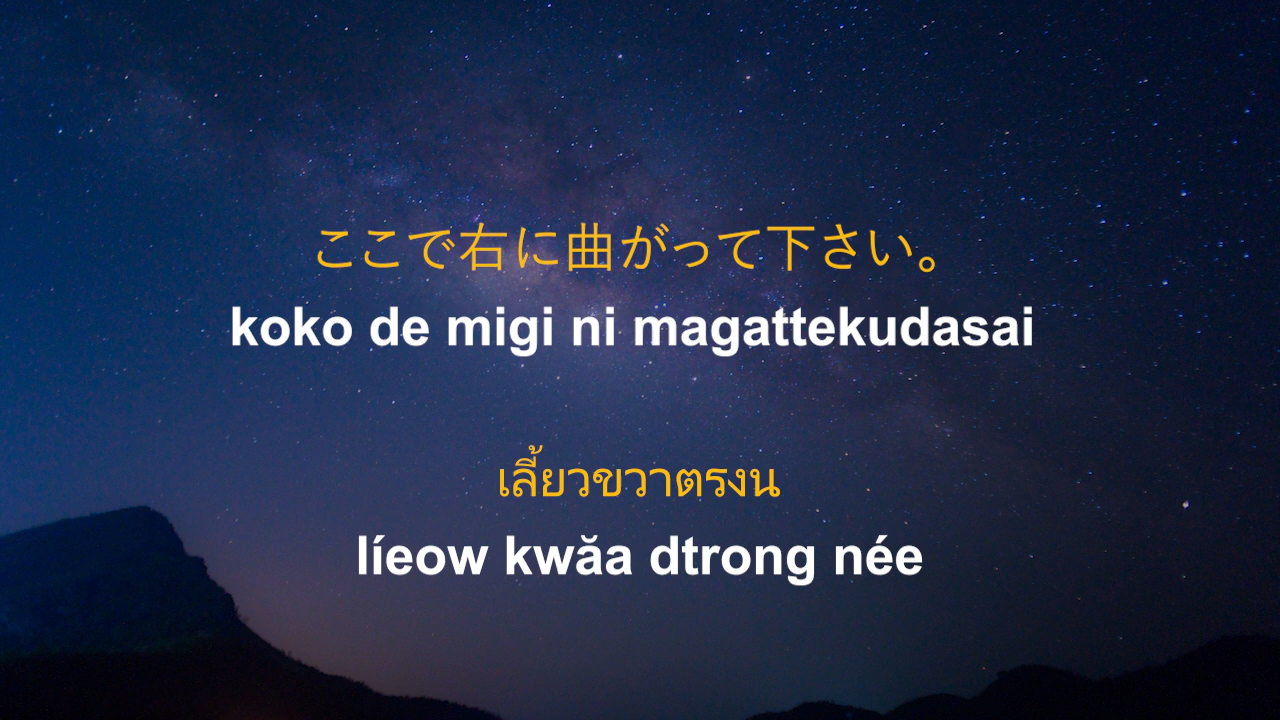 ここで右に曲がって下さい。
koko de migi ni magattekudasai
เลี้ยวขวาตรงน
líeow kwăa dtrong née